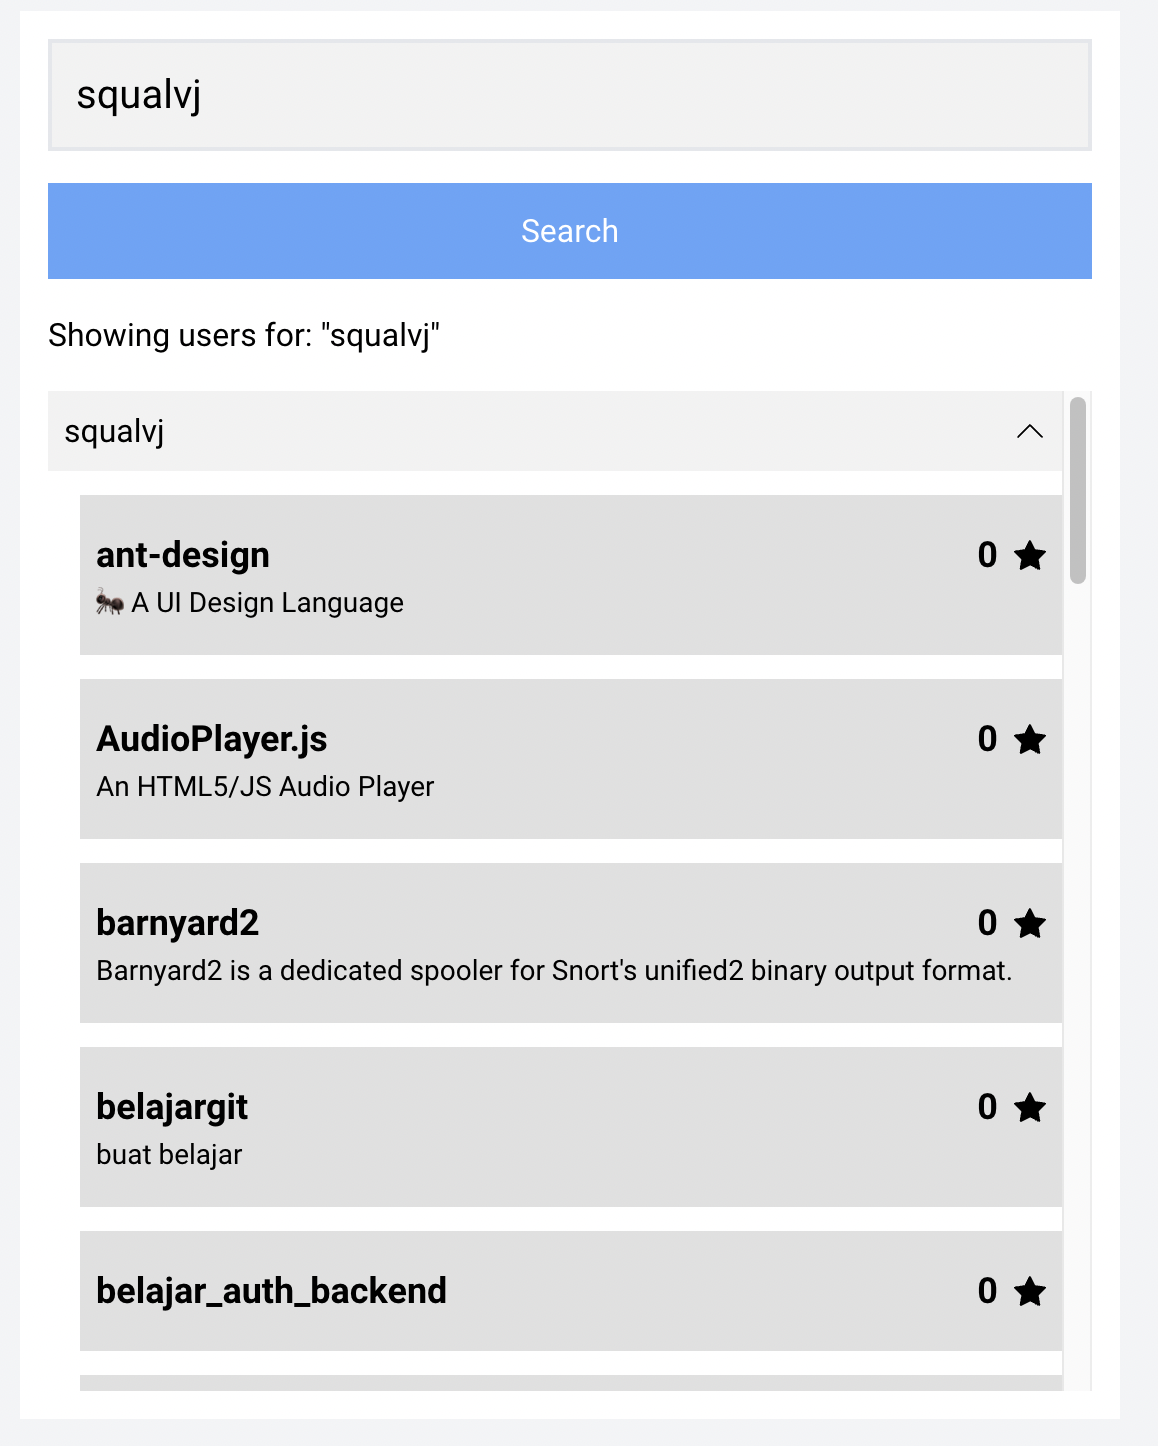 squalvj
Search
Showing users for: "squalvj"
squalvj
ant-design 0
🐜 A UI Design Language
AudioPlayer.js 0
An HTML5/JS Audio Player
barnyard2 0
Barnyard2 is a dedicated spooler for Snort's unified2 binary output format.
belajargit 0
buat belajar
belajar_auth_backend 0